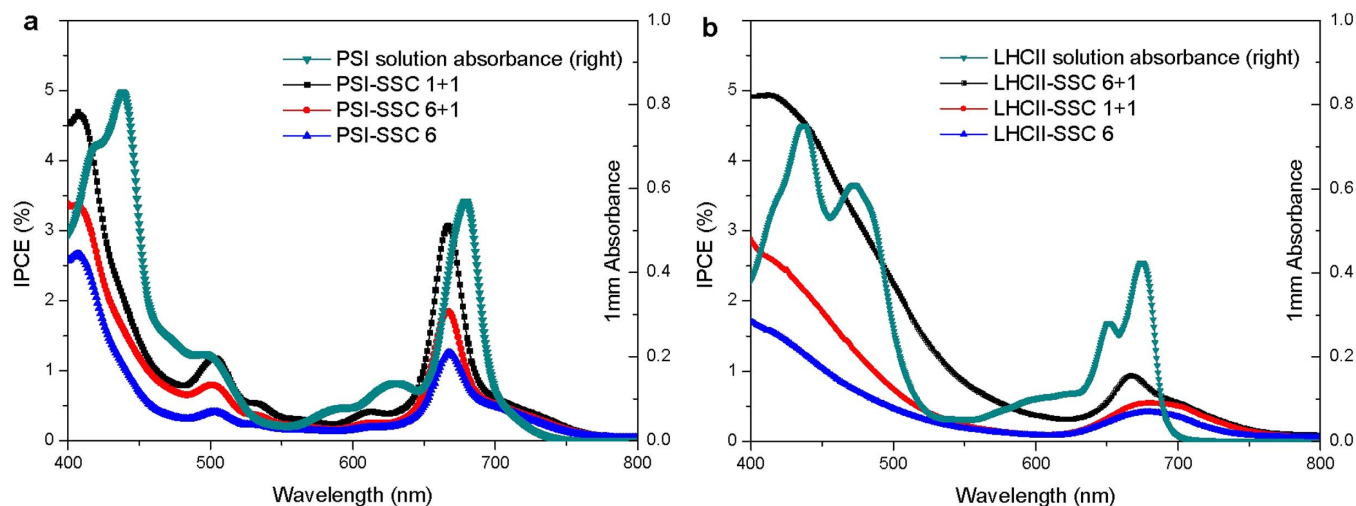 a
PSI solution absorbance (right)
PSI-SSC 1+1
PSI-SSC 6+1
PSI-SSC 6
IPCE (%)
5
4
3
2
1
0
1mm Absorbance
1.0
0.8
0.6
0.4
0.2
0.0
400
500
600
700
800
Wavelength (nm)
b
LHCII solution absorbance (right)
LHCII-SSC 6+1
LHCII-SSC 1+1
LHCII-SSC 6
IPCE (%)
5
4
3
2
1
0
1mm Absorbance
1.0
0.8
0.6
0.4
0.2
0.0
400
500
600
700
800
Wavelength (nm)